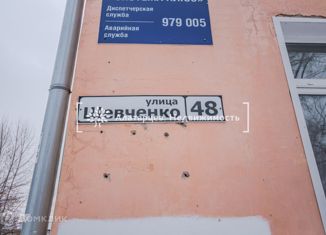 Диспетчерская
служба
979 005
Аварийная
служба
улица
Шевченко 48
недвижимость
Домклик